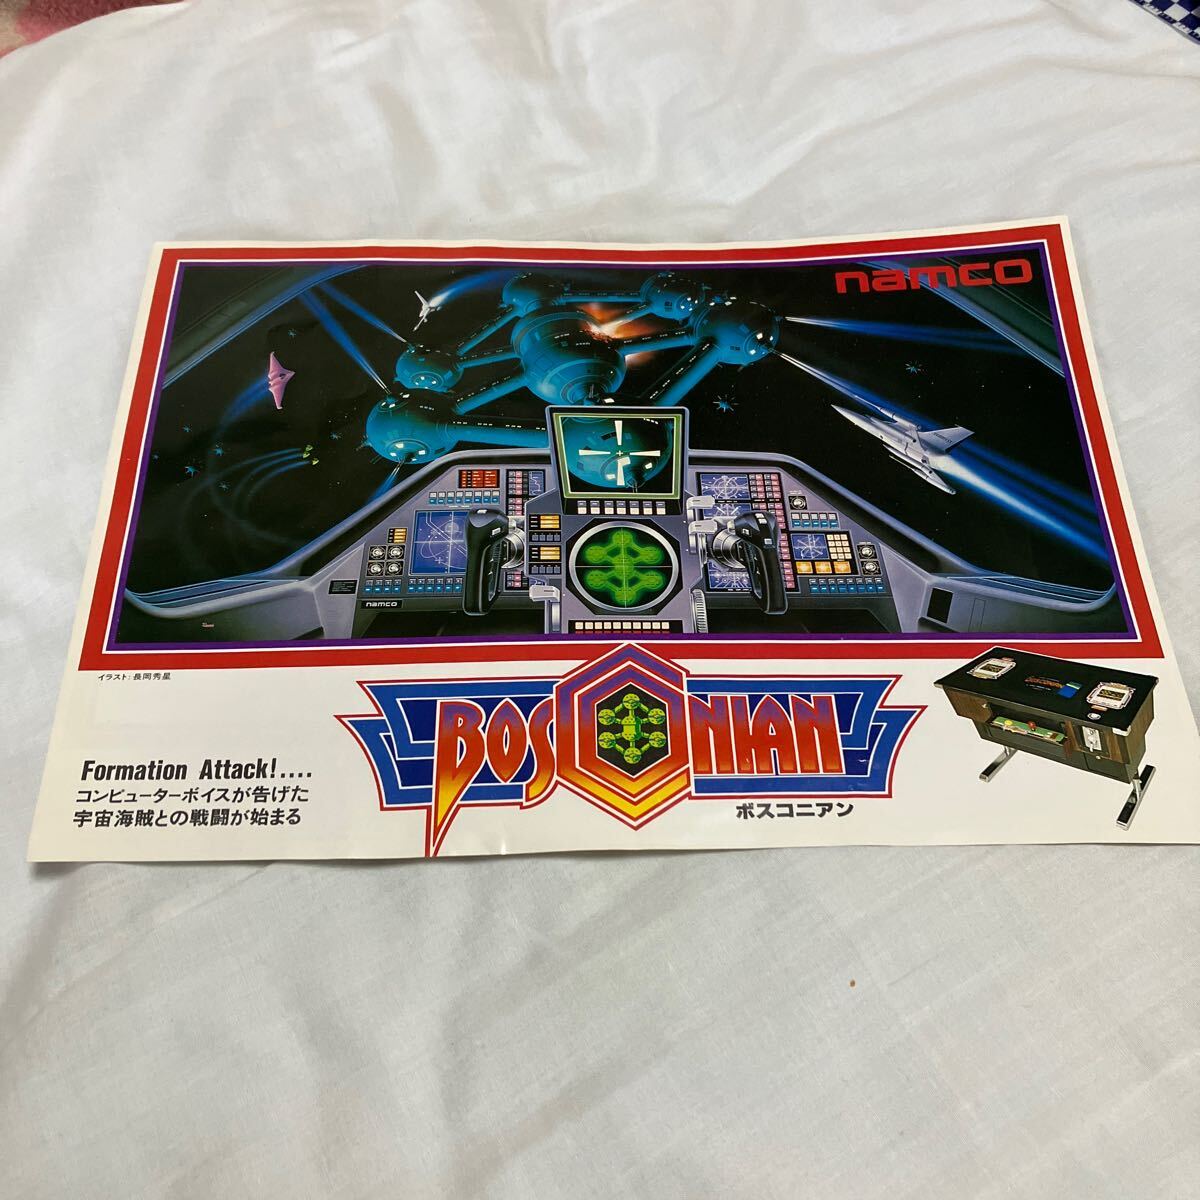 namco
namco
イラスト:長岡秀星
BOSCONIAN
ボスコニアン
Formation Attack!....
コンピューターボイスが告げた
宇宙海賊との戦闘が始まる